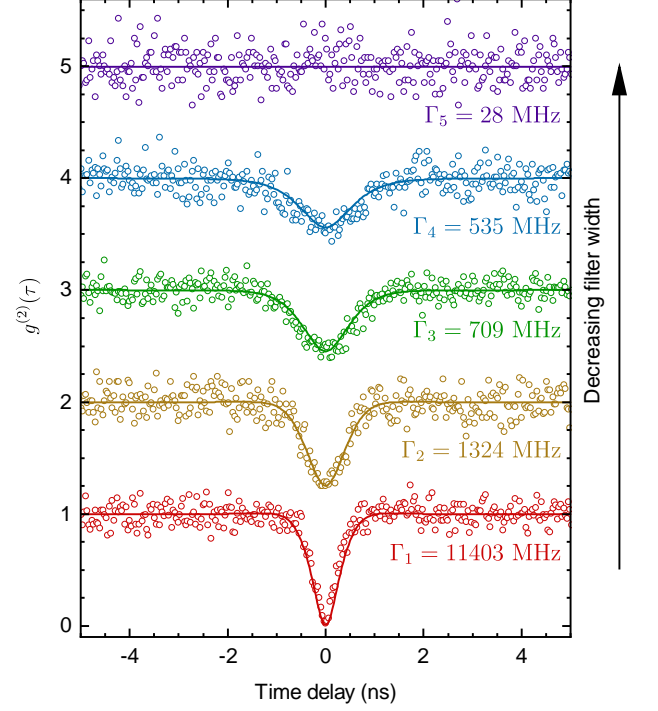 5
Γ₅ = 28 MHz
4
Γ₄ = 535 MHz
3
Γ₃ = 709 MHz
2
Γ₂ = 1324 MHz
1
Γ₁ = 11403 MHz
0
g⁽²⁾(τ)
-4 -2 0 2 4
Time delay (ns)
Decreasing filter width